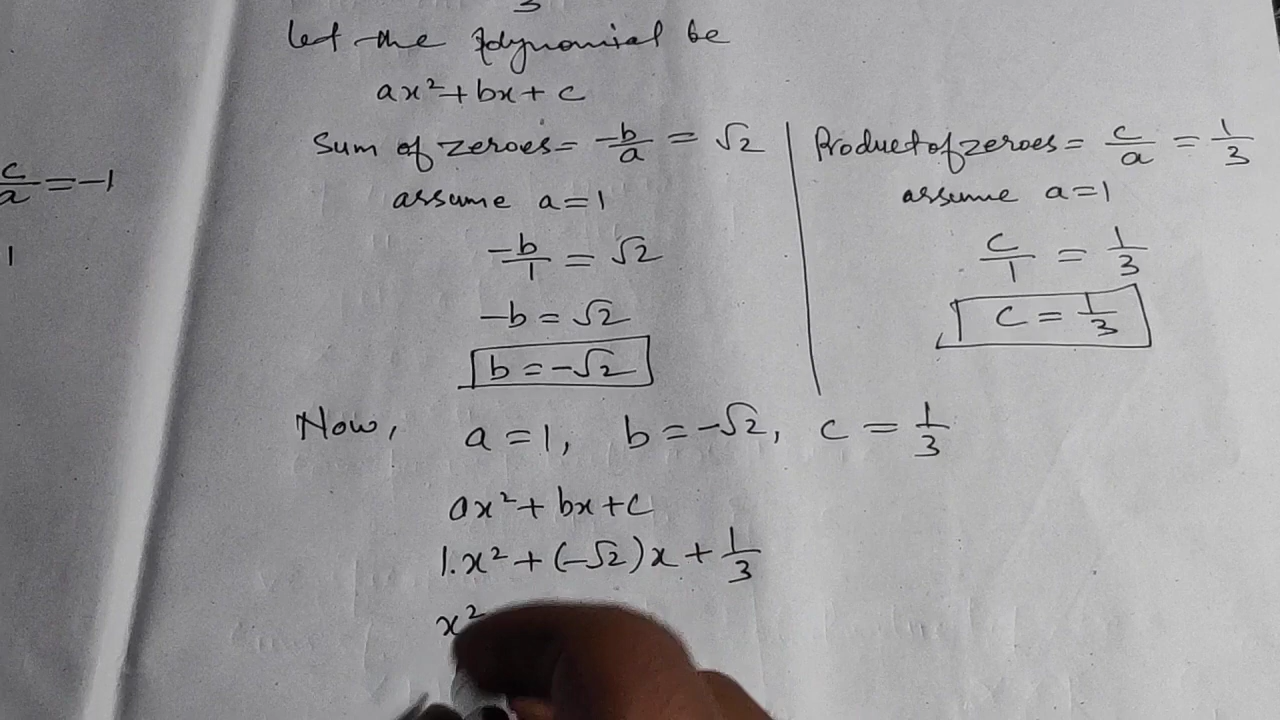 3
let the polynomial be
ax² + bx + c
Sum of zeroes = -b/a = √2
assume a = 1
-b/1 = √2
-b = √2
b = -√2
Product of zeroes = c/a = 1/3
assume a = 1
c/1 = 1/3
c = 1/3
Now, a = 1, b = -√2, c = 1/3
ax² + bx + c
1.x² + (-√2)x + 1/3
x²
c/a = -1
1